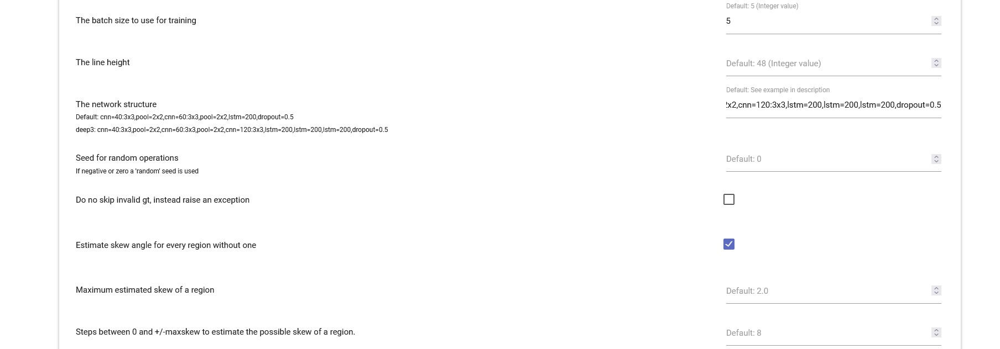 Default: 5 (Integer value)
The batch size to use for training
5
The line height
Default: 48 (Integer value)
Default: See example in description
The network structure
2x2,cnn=120:3x3,lstm=200,lstm=200,lstm=200,dropout=0.5
Default: cnn=40:3x3,pool=2x2,cnn=60:3x3,pool=2x2,lstm=200,dropout=0.5
deep3: cnn=40:3x3,pool=2x2,cnn=60:3x3,pool=2x2,cnn=120:3x3,lstm=200,lstm=200,lstm=200,dropout=0.5
Seed for random operations
Default: 0
If negative or zero a 'random' seed is used
Do no skip invalid gt, instead raise an exception
Estimate skew angle for every region without one
Maximum estimated skew of a region
Default: 2.0
Steps between 0 and +/-maxskew to estimate the possible skew of a region.
Default: 8